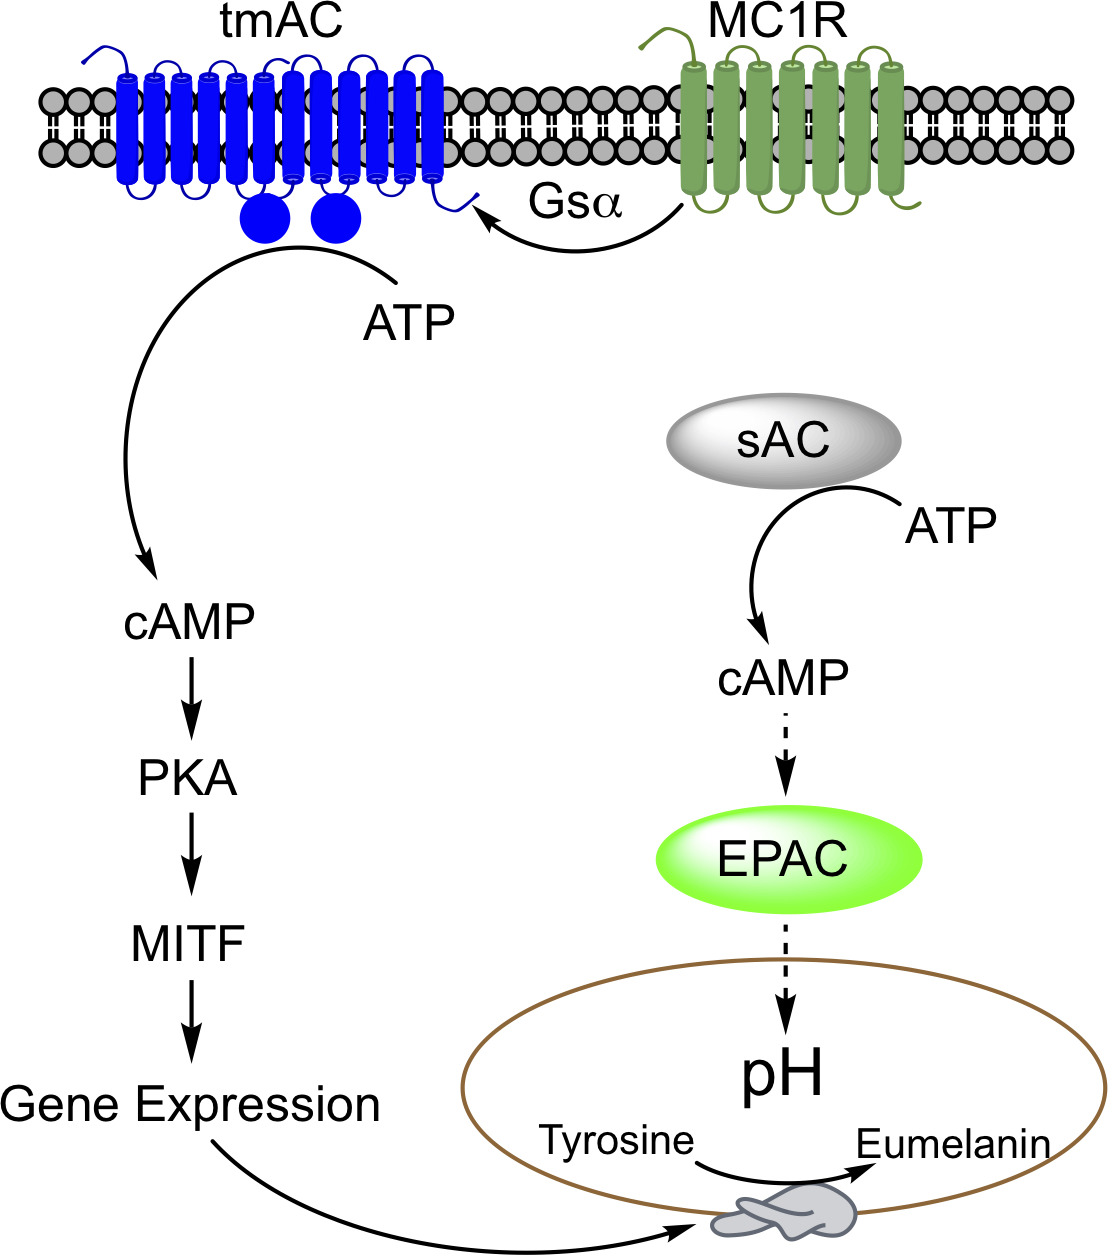 tmAC
MC1R
Gsα
ATP
cAMP
PKA
MITF
Gene Expression
sAC
ATP
cAMP
EPAC
pH
Tyrosine
Eumelanin